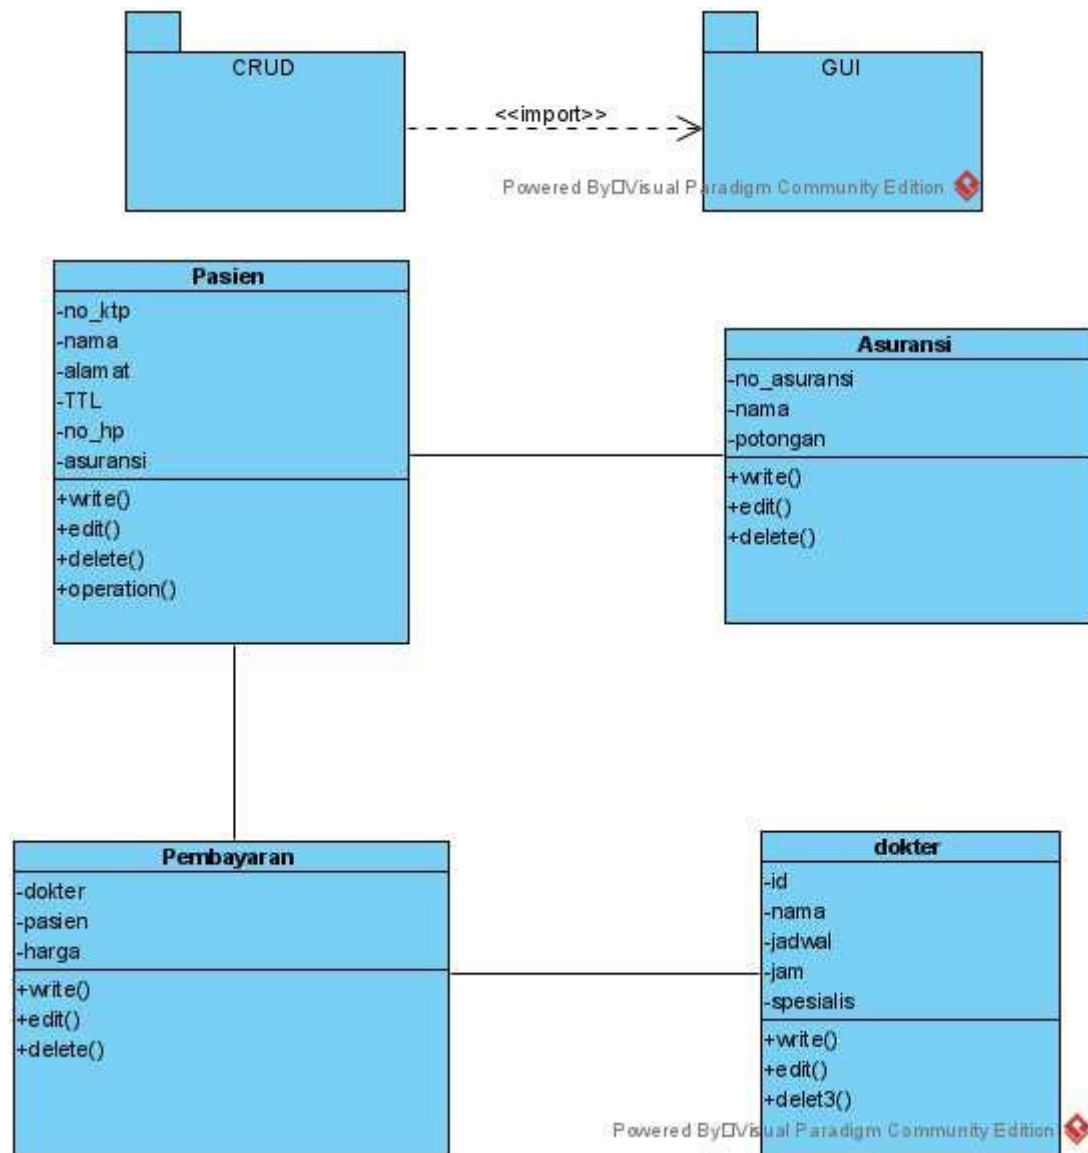 CRUD
GUI
<<import>>
Powered By□Visual Paradigm Community Edition
Pasien
-no_ktp
-nama
-alamat
-TTL
-no_hp
-asuransi
+write()
+edit()
+delete()
+operation()
Asuransi
-no_asuransi
-nama
-potongan
+write()
+edit()
+delete()
Pembayaran
-dokter
-pasien
-harga
+write()
+edit()
+delete()
dokter
-id
-nama
-jadwal
-jam
-spesialis
+write()
+edit()
+delet3()
Powered By□Visual Paradigm Community Edition